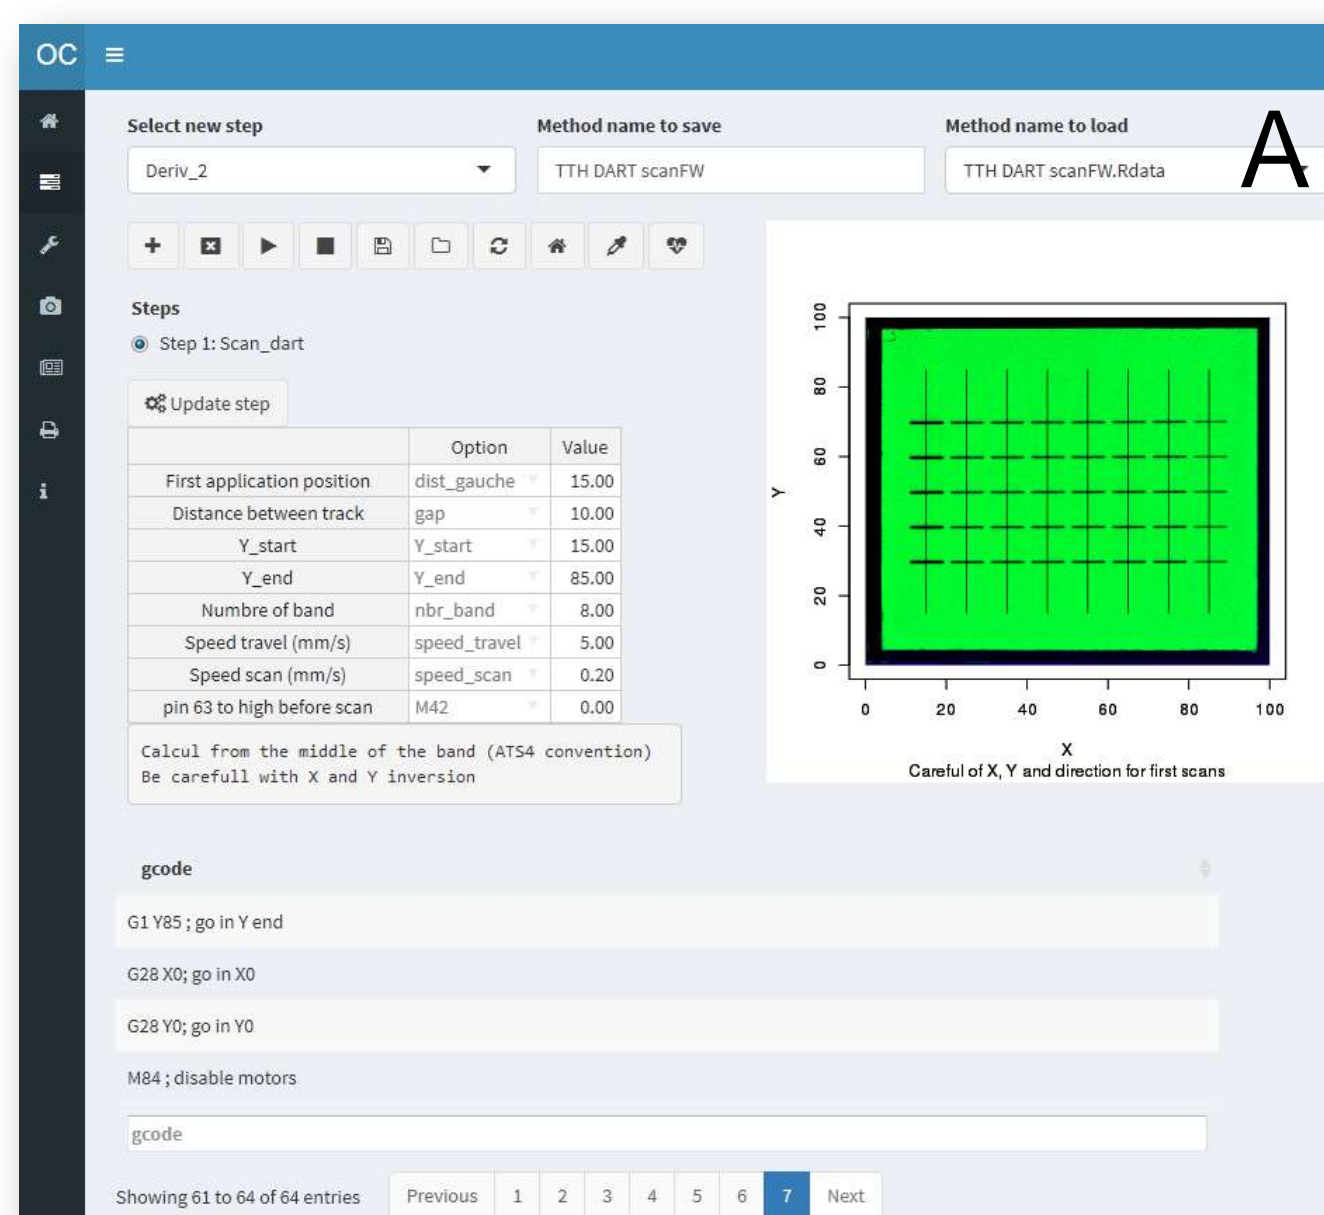 OC
Select new step
Method name to save
Method name to load
A
Deriv_2
TTH DART scanFW
TTH DART scanFW.Rdata
Steps
Step 1: Scan_dart
Update step
Option Value
First application position dist_gauche 15.00
Distance between track gap 10.00
Y_start Y_start 15.00
Y_end Y_end 85.00
Numbre of band nbr_band 8.00
Speed travel (mm/s) speed_travel 5.00
Speed scan (mm/s) speed_scan 0.20
pin 63 to high before scan M42 0.00
Calcul from the middle of the band (ATS4 convention)
Be carefull with X and Y inversion
100
80
60
40
20
0
Y
0 20 40 60 80 100
X
Careful of X, Y and direction for first scans
gcode
G1 Y85 ; go in Y end
G28 X0; go in X0
G28 Y0; go in Y0
M84 ; disable motors
gcode
Showing 61 to 64 of 64 entries
Previous 1 2 3 4 5 6 7 Next